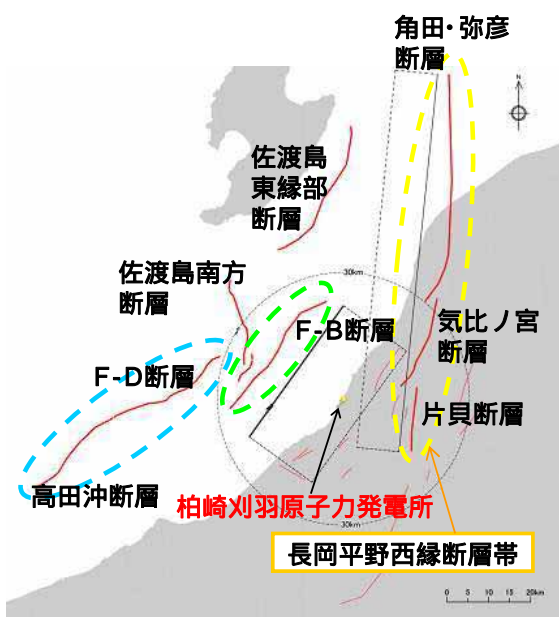 角田・弥彦
断層
N
佐渡島
東縁部
断層
佐渡島南方
断層
30km
F-B断層
気比ノ宮
断層
F-D断層
片貝断層
高田沖断層
柏崎刈羽原子力発電所
30km
長岡平野西縁断層帯
0 5 10 15 20km